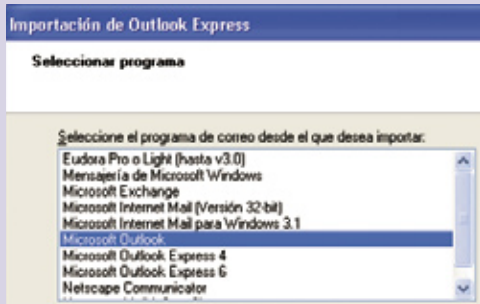 Importación de Outlook Express
Seleccionar programa
Seleccione el programa de correo desde el que desea importar:
Eudora Pro o Light (hasta v3.0)
Mensajería de Microsoft Windows
Microsoft Exchange
Microsoft Internet Mail (Versión 32-bit)
Microsoft Internet Mail para Windows 3.1
Microsoft Outlook
Microsoft Outlook Express 4
Microsoft Outlook Express 6
Netscape Communicator